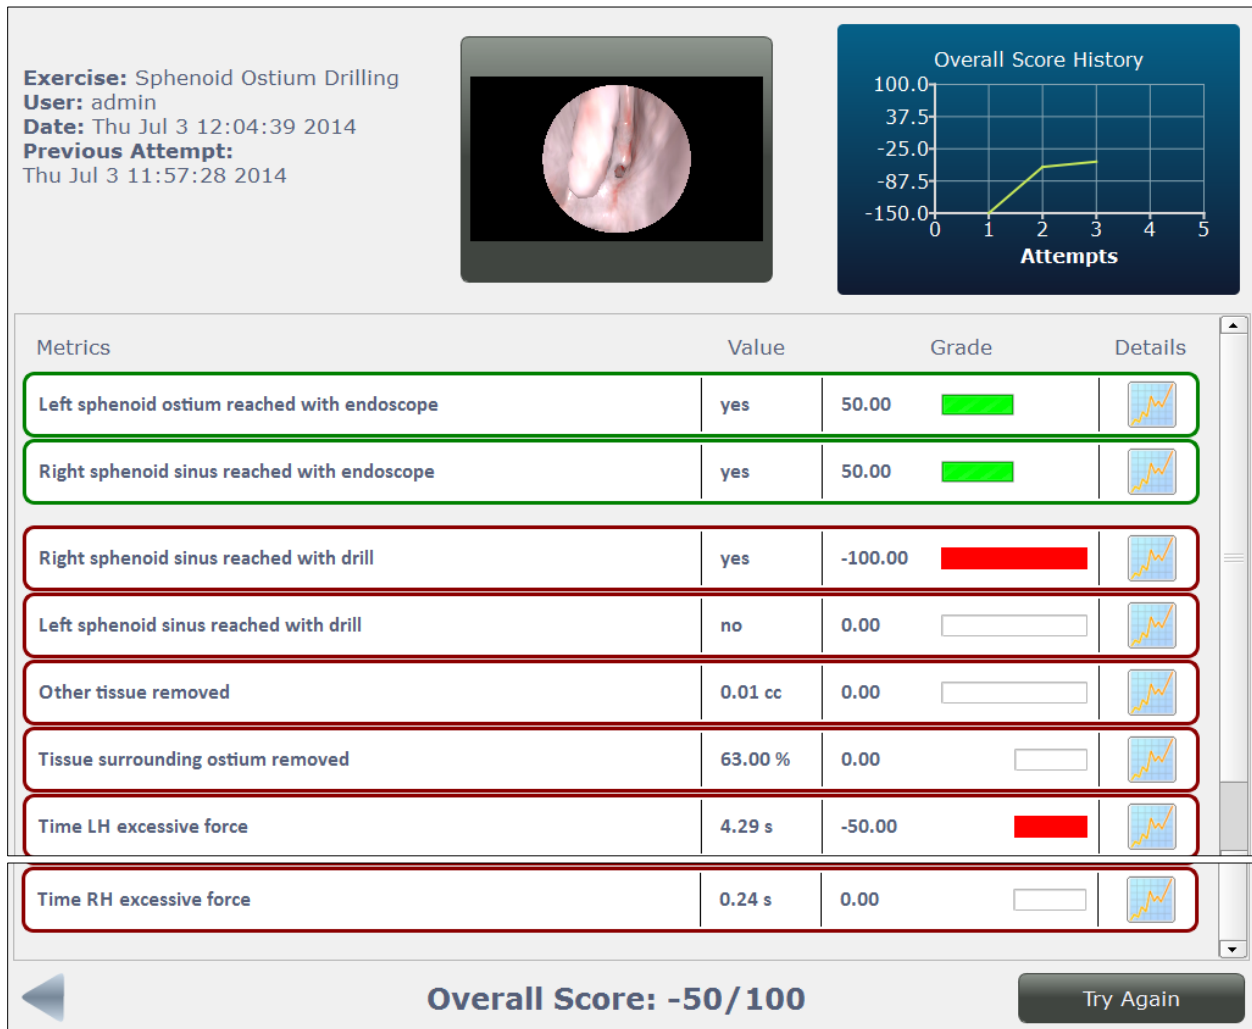 Exercise: Sphenoid Ostium Drilling
User: admin
Date: Thu Jul 3 12:04:39 2014
Previous Attempt:
Thu Jul 3 11:57:28 2014
Overall Score History
100.0
37.5
-25.0
-87.5
-150.0
0 1 2 3 4 5
Attempts
Metrics Value Grade Details
Left sphenoid ostium reached with endoscope yes 50.00
Right sphenoid sinus reached with endoscope yes 50.00
Right sphenoid sinus reached with drill yes -100.00
Left sphenoid sinus reached with drill no 0.00
Other tissue removed 0.01 cc 0.00
Tissue surrounding ostium removed 63.00 % 0.00
Time LH excessive force 4.29 s -50.00
Time RH excessive force 0.24 s 0.00
Overall Score: -50/100
Try Again